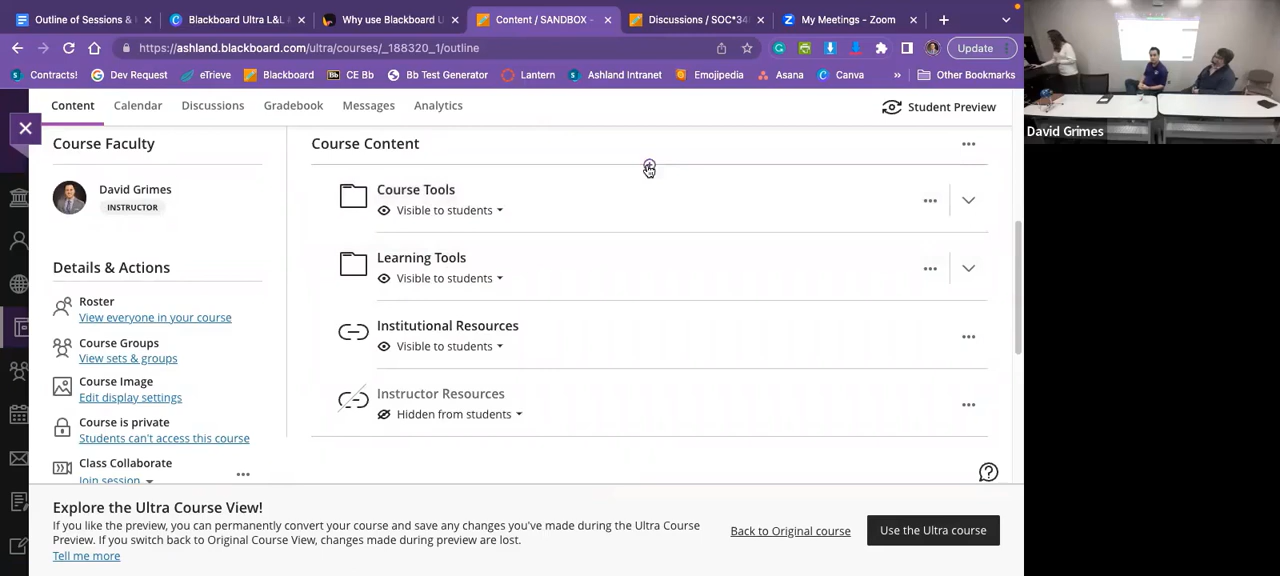 Outline of Sessions &
Blackboard Ultra L&L
Why use Blackboard U
Content / SANDBOX -
Discussions / SOC*34
My Meetings - Zoom
https://ashland.blackboard.com/ultra/courses/_188320_1/outline
Update
Contracts!
Dev Request
eTrieve
Blackboard
CE Bb
Bb Test Generator
Lantern
Ashland Intranet
Emojipedia
Asana
Canva
»
Other Bookmarks
Content
Calendar
Discussions
Gradebook
Messages
Analytics
Student Preview
Course Faculty
David Grimes
INSTRUCTOR
Details & Actions
Roster
View everyone in your course
Course Groups
View sets & groups
Course Image
Edit display settings
Course is private
Students can't access this course
Class Collaborate
Join session
Course Content
Course Tools
Visible to students
Learning Tools
Visible to students
Institutional Resources
Visible to students
Instructor Resources
Hidden from students
Explore the Ultra Course View!
If you like the preview, you can permanently convert your course and save any changes you've made during the Ultra Course
Preview. If you switch back to Original Course View, changes made during preview are lost.
Tell me more
Back to Original course
Use the Ultra course
David Grimes